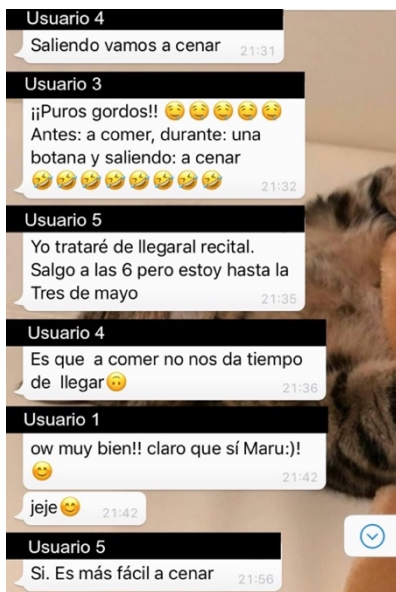 Usuario 4
Saliendo vamos a cenar 21:31
Usuario 3
¡¡Puros gordos!! 🤤🤤🤤🤤🤤
Antes: a comer, durante: una
botana y saliendo: a cenar
🤣🤣🤣🤣🤣🤣🤣🤣 21:32
Usuario 5
Yo trataré de llegaral recital.
Salgo a las 6 pero estoy hasta la
Tres de mayo 21:35
Usuario 4
Es que a comer no nos da tiempo
de llegar🙃 21:36
Usuario 1
ow muy bien!! claro que sí Maru:)!
😊 21:42
jeje😊 21:42
Usuario 5
Si. Es más fácil a cenar 21:56